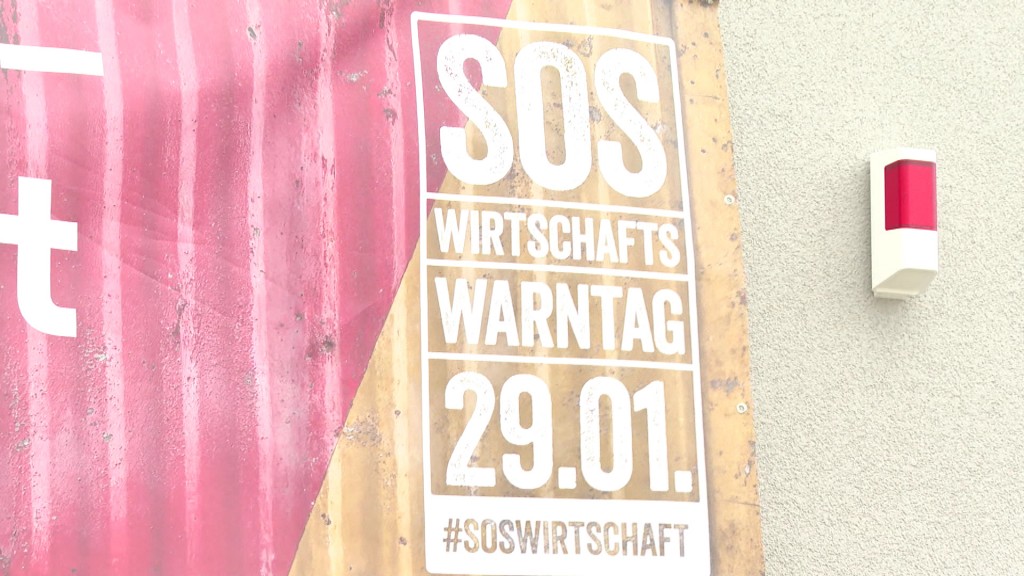 t
SOS
WIRTSCHAFTS
WARNTAG
29.01.
#SOSWIRTSCHAFT